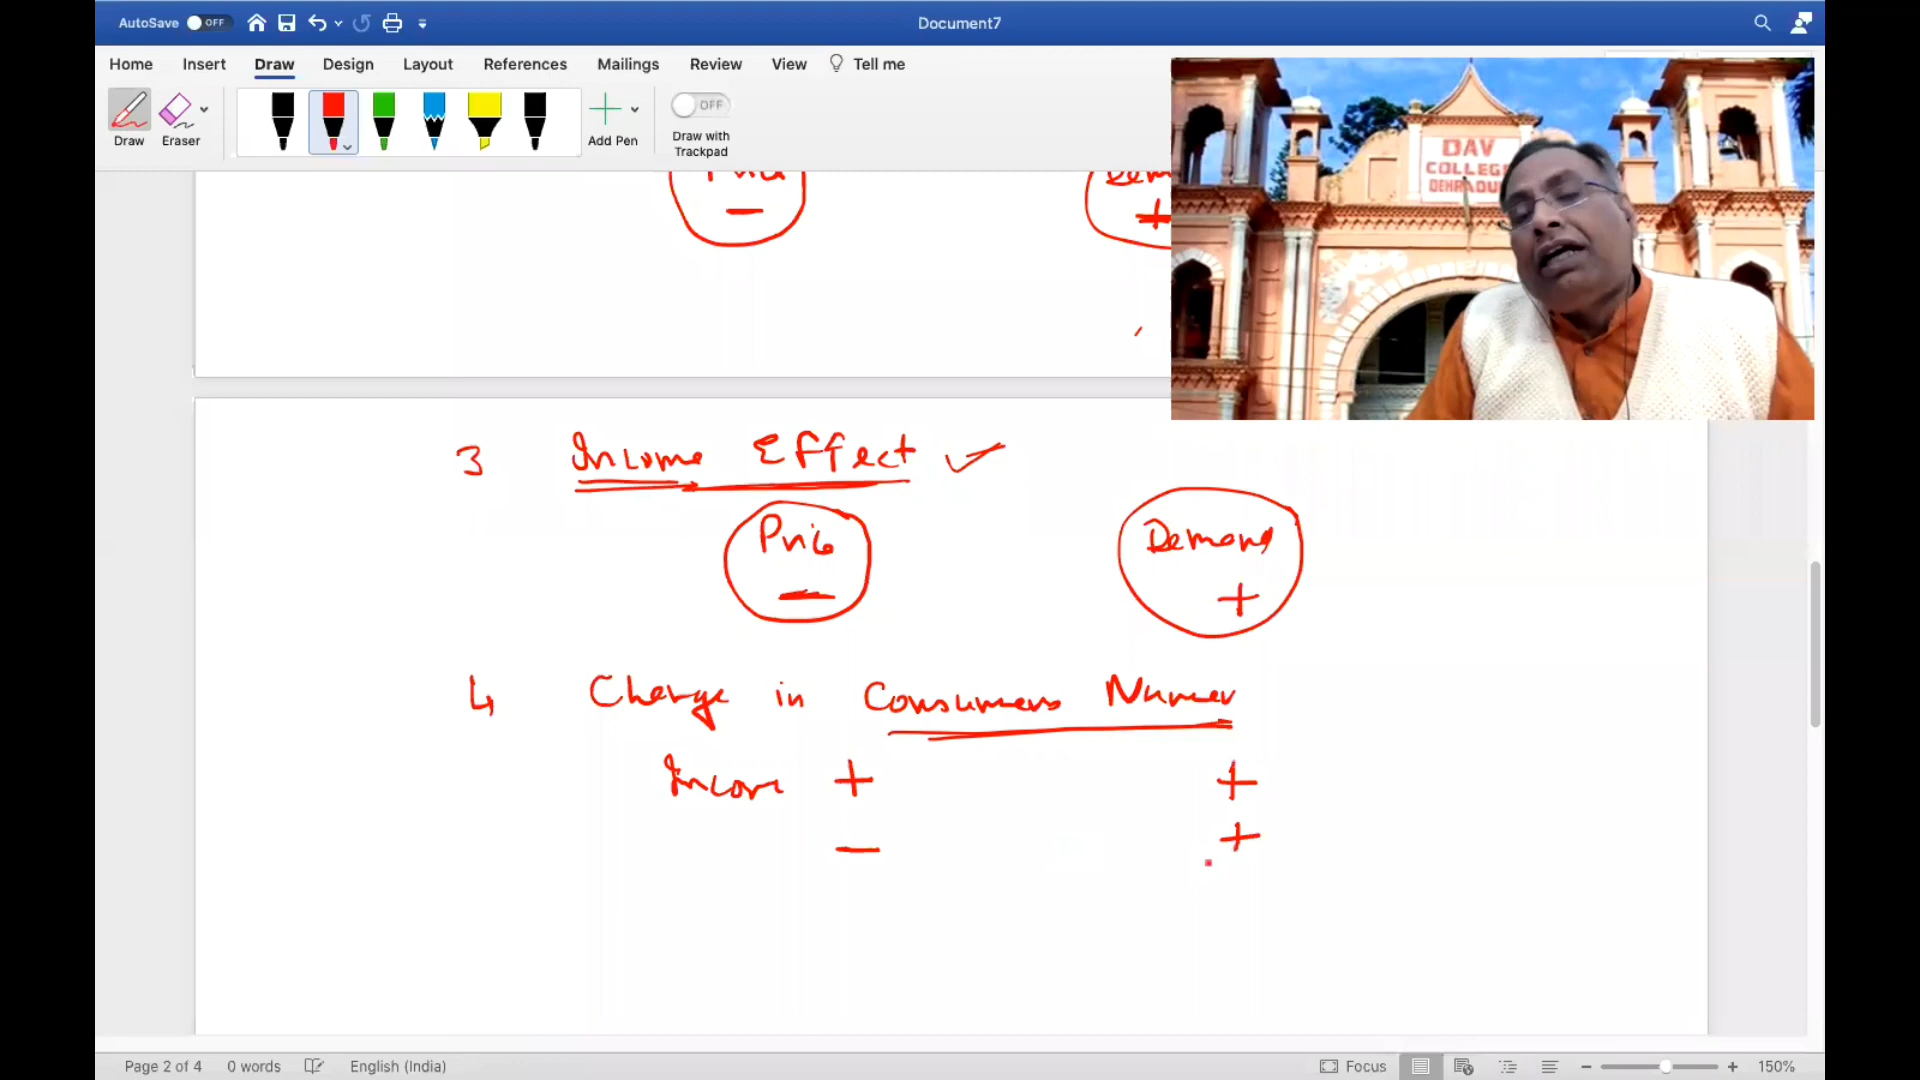 AutoSave OFF Document7
Home Insert Draw Design Layout References Mailings Review View Tell me
OFF
Draw Eraser Add Pen Draw with Trackpad
DAV
COLLEGE
DEHRADU
3 Income Effect
Price Demand
− +
4 Change in Consumers Numer
Income + +
− +
Page 2 of 4 0 words English (India) Focus − + 150%